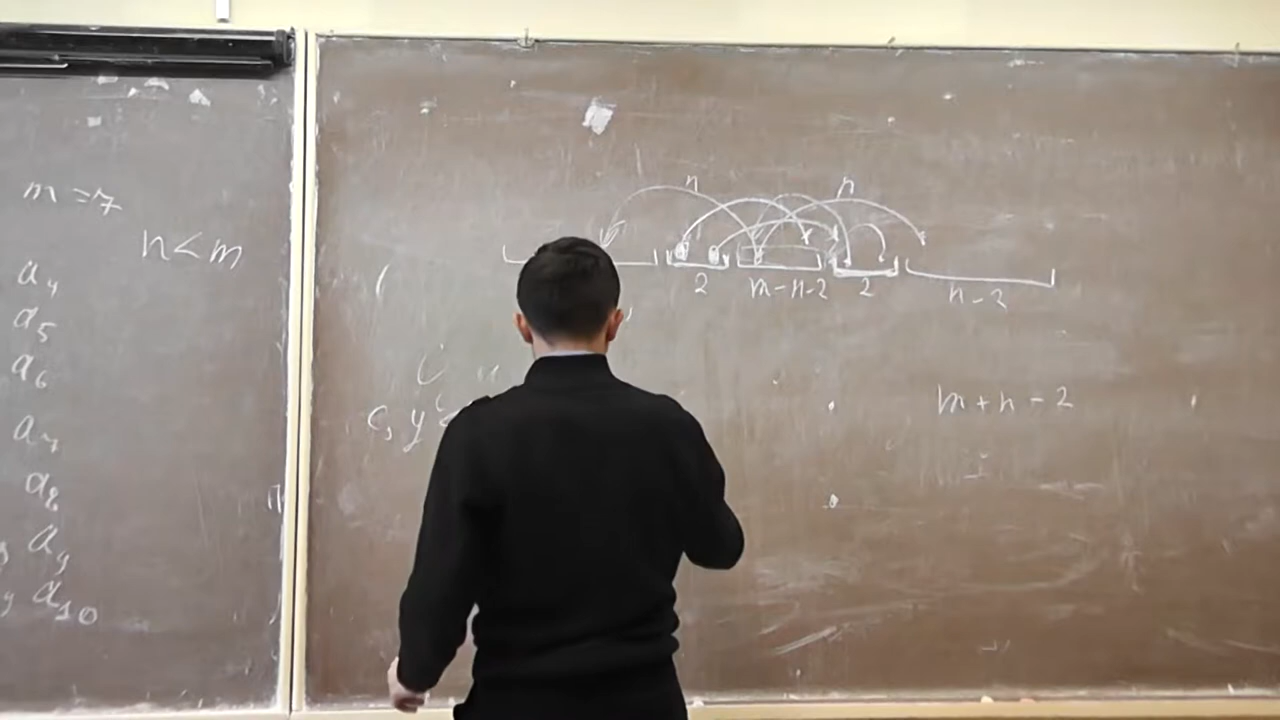 m = 7
n < m
a₄
a₅
a₆
a₇
a₈
a₉
a₁₀
n n
2 m-n-2 2 n-2
m+n-2